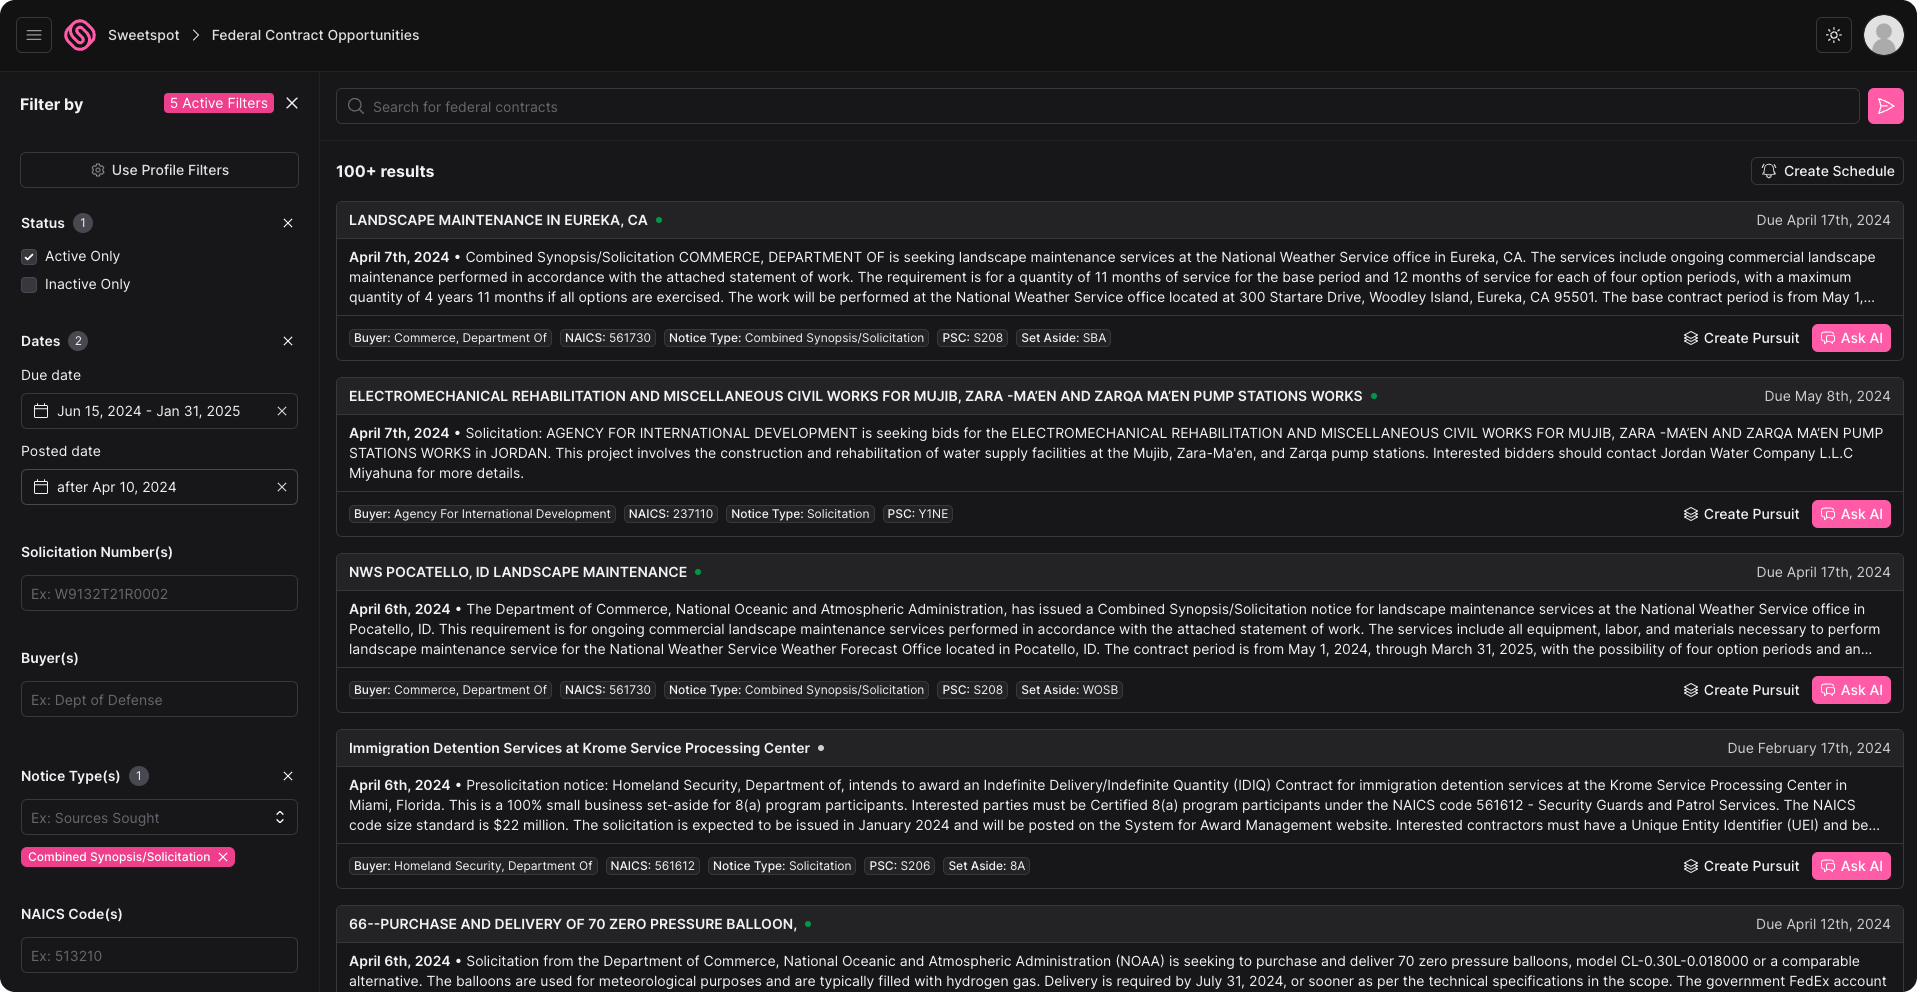 Sweetspot > Federal Contract Opportunities
Filter by
5 Active Filters
Use Profile Filters
Status 1
Active Only
Inactive Only
Dates 2
Due date
Jun 15, 2024 - Jan 31, 2025
Posted date
after Apr 10, 2024
Solicitation Number(s)
Ex: W9132T21R0002
Buyer(s)
Ex: Dept of Defense
Notice Type(s) 1
Ex: Sources Sought
Combined Synopsis/Solicitation
NAICS Code(s)
Ex: 513210
Search for federal contracts
100+ results
Create Schedule
LANDSCAPE MAINTENANCE IN EUREKA, CA
Due April 17th, 2024
April 7th, 2024 • Combined Synopsis/Solicitation COMMERCE, DEPARTMENT OF is seeking landscape maintenance services at the National Weather Service office in Eureka, CA. The services include ongoing commercial landscape
maintenance performed in accordance with the attached statement of work. The requirement is for a quantity of 11 months of service for the base period and 12 months of service for each of four option periods, with a maximum
quantity of 4 years 11 months if all options are exercised. The work will be performed at the National Weather Service office located at 300 Startare Drive, Woodley Island, Eureka, CA 95501. The base contract period is from May 1,...
Buyer: Commerce, Department Of
NAICS: 561730
Notice Type: Combined Synopsis/Solicitation
PSC: S208
Set Aside: SBA
Create Pursuit
Ask AI
ELECTROMECHANICAL REHABILITATION AND MISCELLANEOUS CIVIL WORKS FOR MUJIB, ZARA -MA’EN AND ZARQA MA’EN PUMP STATIONS WORKS
Due May 8th, 2024
April 7th, 2024 • Solicitation: AGENCY FOR INTERNATIONAL DEVELOPMENT is seeking bids for the ELECTROMECHANICAL REHABILITATION AND MISCELLANEOUS CIVIL WORKS FOR MUJIB, ZARA -MA’EN AND ZARQA MA’EN PUMP
STATIONS WORKS in JORDAN. This project involves the construction and rehabilitation of water supply facilities at the Mujib, Zara-Ma'en, and Zarqa pump stations. Interested bidders should contact Jordan Water Company L.L.C
Miyahuna for more details.
Buyer: Agency For International Development
NAICS: 237110
Notice Type: Solicitation
PSC: Y1NE
Create Pursuit
Ask AI
NWS POCATELLO, ID LANDSCAPE MAINTENANCE
Due April 17th, 2024
April 6th, 2024 • The Department of Commerce, National Oceanic and Atmospheric Administration, has issued a Combined Synopsis/Solicitation notice for landscape maintenance services at the National Weather Service office in
Pocatello, ID. This requirement is for ongoing commercial landscape maintenance services performed in accordance with the attached statement of work. The services include all equipment, labor, and materials necessary to perform
landscape maintenance service for the National Weather Service Weather Forecast Office located in Pocatello, ID. The contract period is from May 1, 2024, through March 31, 2025, with the possibility of four option periods and an...
Buyer: Commerce, Department Of
NAICS: 561730
Notice Type: Combined Synopsis/Solicitation
PSC: S208
Set Aside: WOSB
Create Pursuit
Ask AI
Immigration Detention Services at Krome Service Processing Center
Due February 17th, 2024
April 6th, 2024 • Presolicitation notice: Homeland Security, Department of, intends to award an Indefinite Delivery/Indefinite Quantity (IDIQ) Contract for immigration detention services at the Krome Service Processing Center in
Miami, Florida. This is a 100% small business set-aside for 8(a) program participants. Interested parties must be Certified 8(a) program participants under the NAICS code 561612 - Security Guards and Patrol Services. The NAICS
code size standard is $22 million. The solicitation is expected to be issued in January 2024 and will be posted on the System for Award Management website. Interested contractors must have a Unique Entity Identifier (UEI) and be...
Buyer: Homeland Security, Department Of
NAICS: 561612
Notice Type: Solicitation
PSC: S206
Set Aside: 8A
Create Pursuit
Ask AI
66--PURCHASE AND DELIVERY OF 70 ZERO PRESSURE BALLOON,
Due April 12th, 2024
April 6th, 2024 • Solicitation from the Department of Commerce, National Oceanic and Atmospheric Administration (NOAA) is seeking to purchase and deliver 70 zero pressure balloons, model CL-0.30L-0.018000 or a comparable
alternative. The balloons are used for meteorological purposes and are typically filled with hydrogen gas. Delivery is required by July 31, 2024, or sooner as per the technical specifications in the scope. The government FedEx account